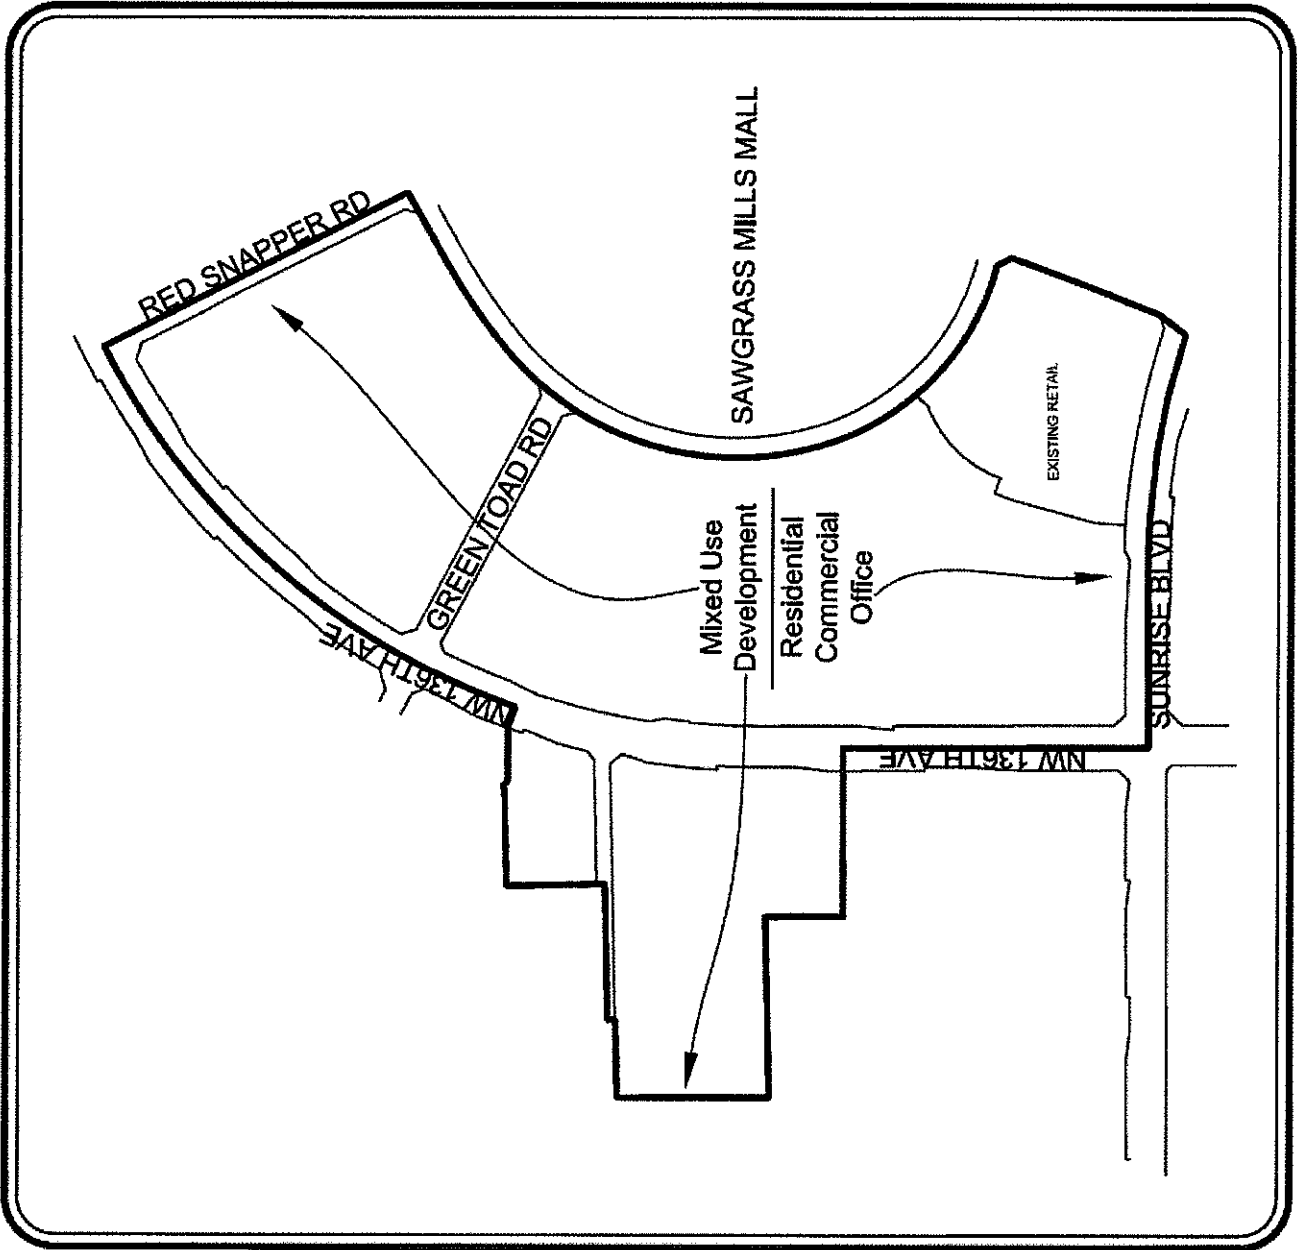 RED SNAPPER RD
SAWGRASS MILLS MALL
GREEN TOAD RD
NW 136TH AVE
Mixed Use
Development
Residential
Commercial
Office
EXISTING RETAIL
NW 136TH AVE
SUNRISE BLVD